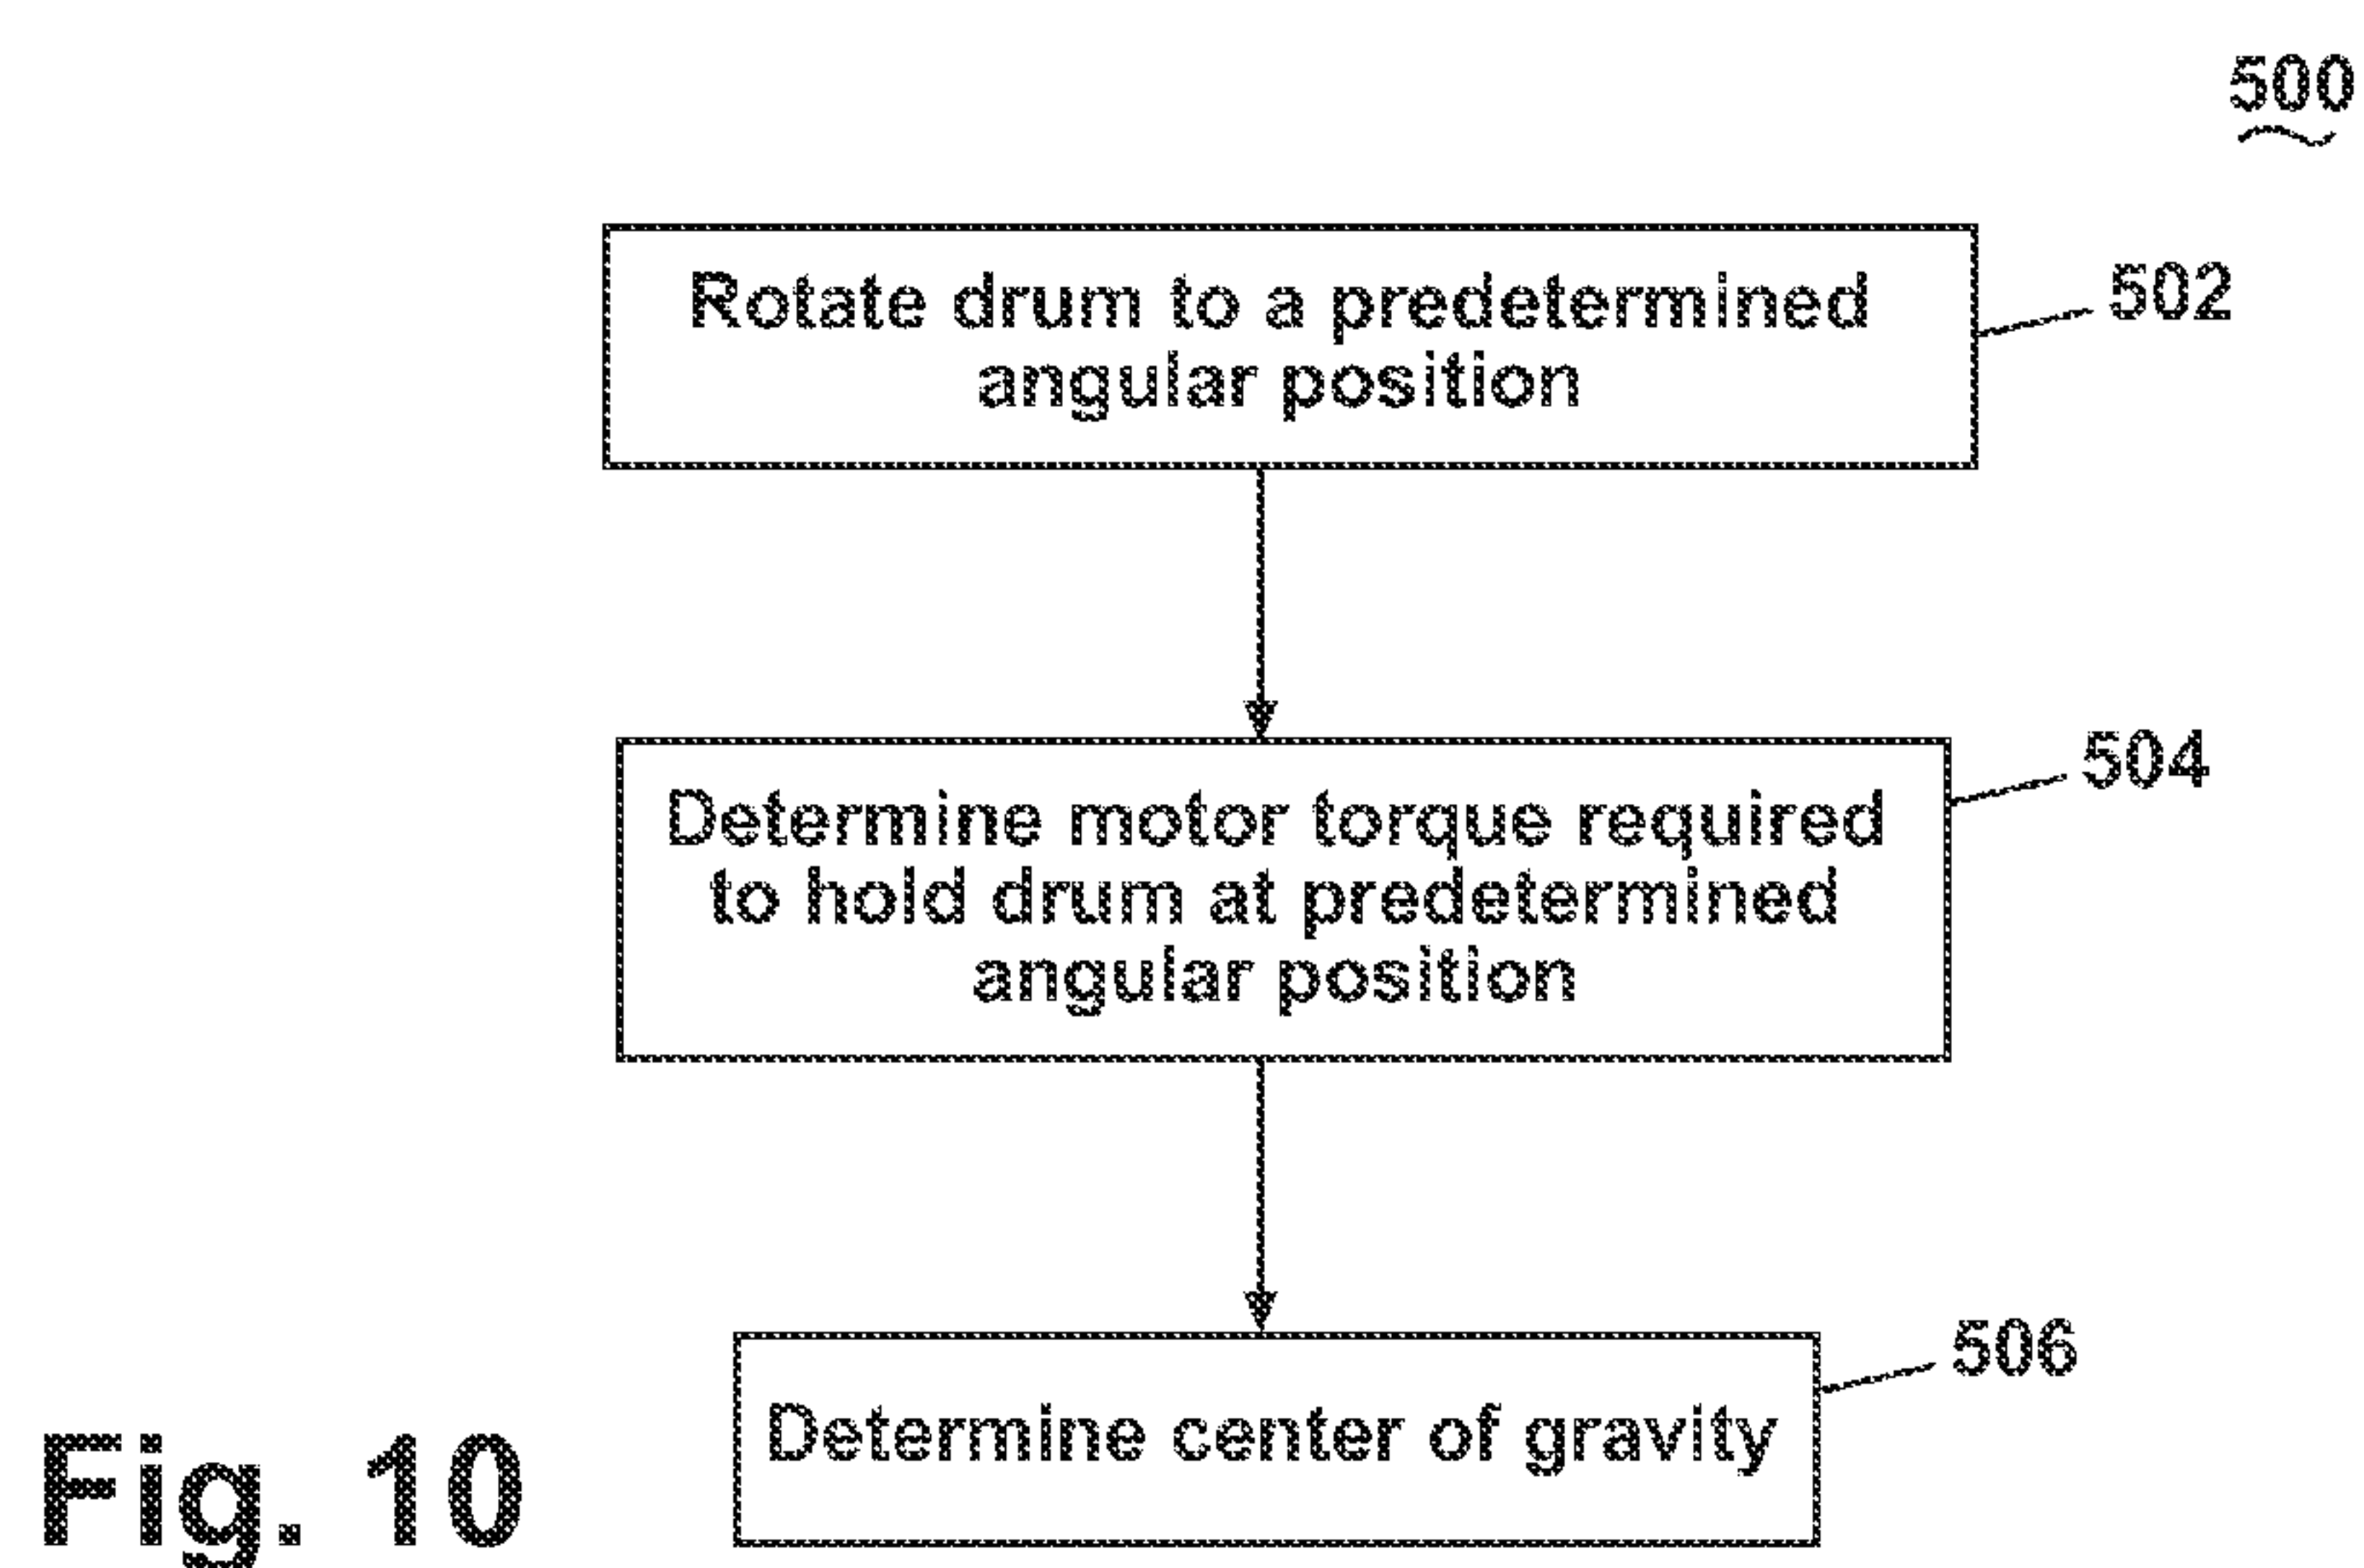 500
Rotate drum to a predetermined
angular position
502
Determine motor torque required
to hold drum at predetermined
angular position
504
Determine center of gravity
506
Fig. 10